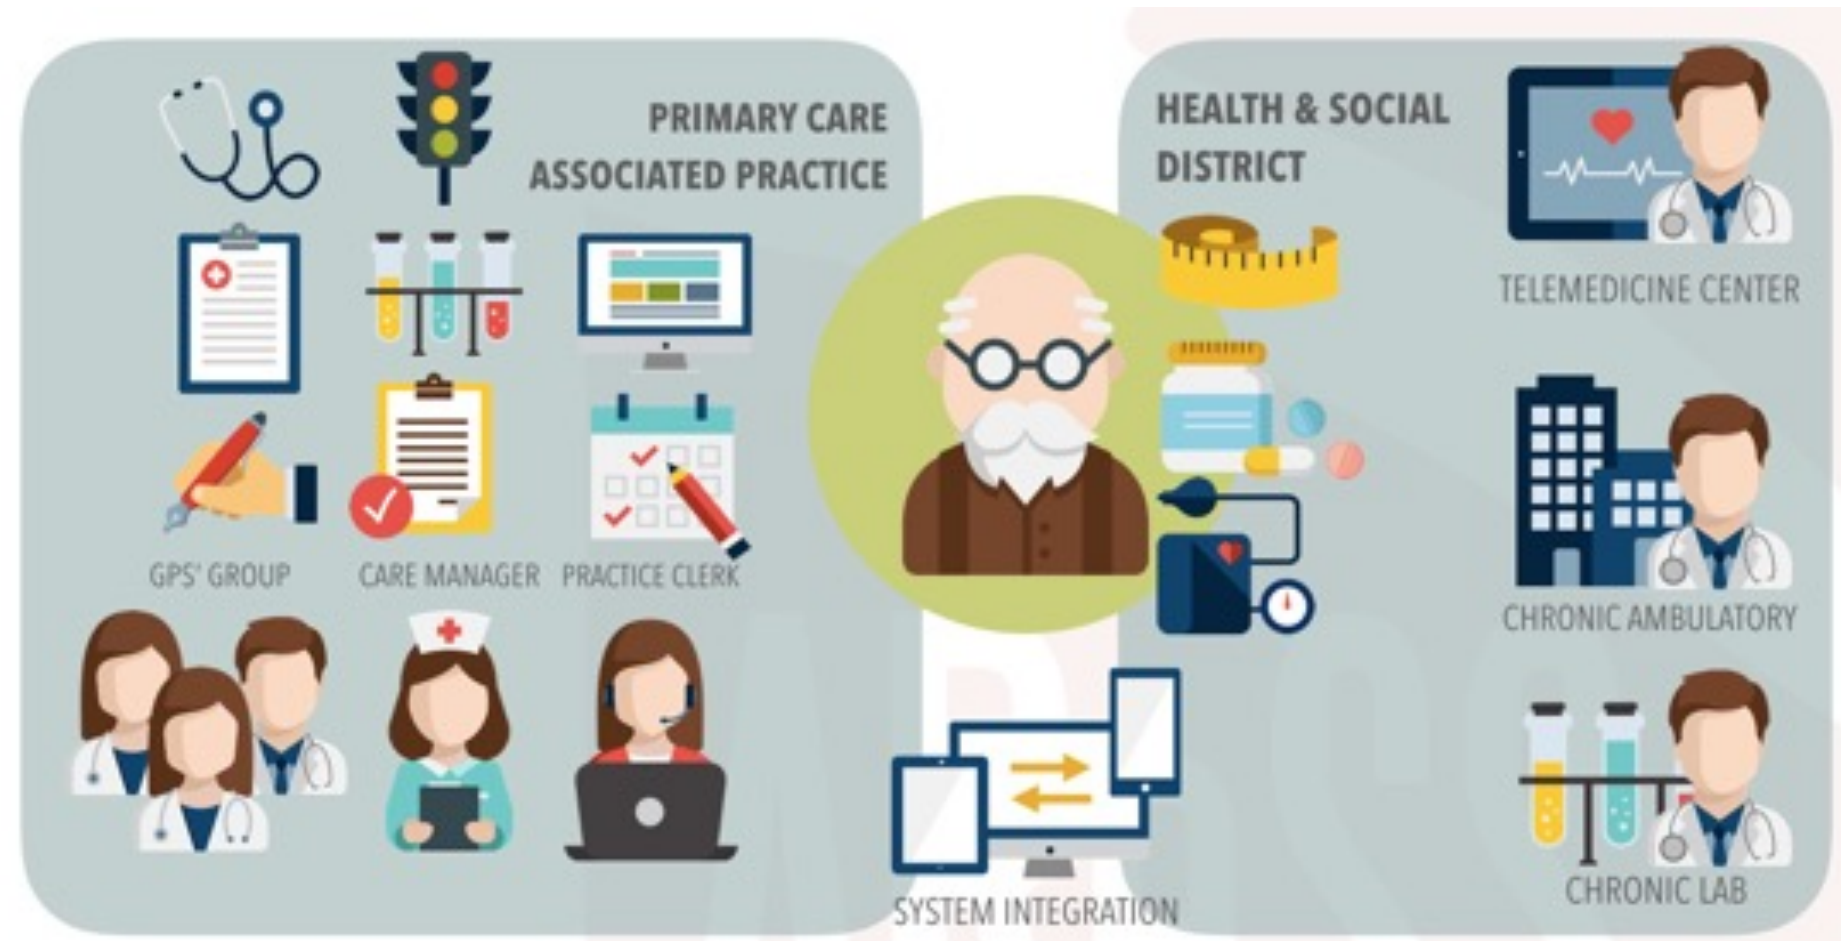 PRIMARY CARE
ASSOCIATED PRACTICE
GPS' GROUP
CARE MANAGER
PRACTICE CLERK
HEALTH & SOCIAL
DISTRICT
TELEMEDICINE CENTER
CHRONIC AMBULATORY
CHRONIC LAB
SYSTEM INTEGRATION